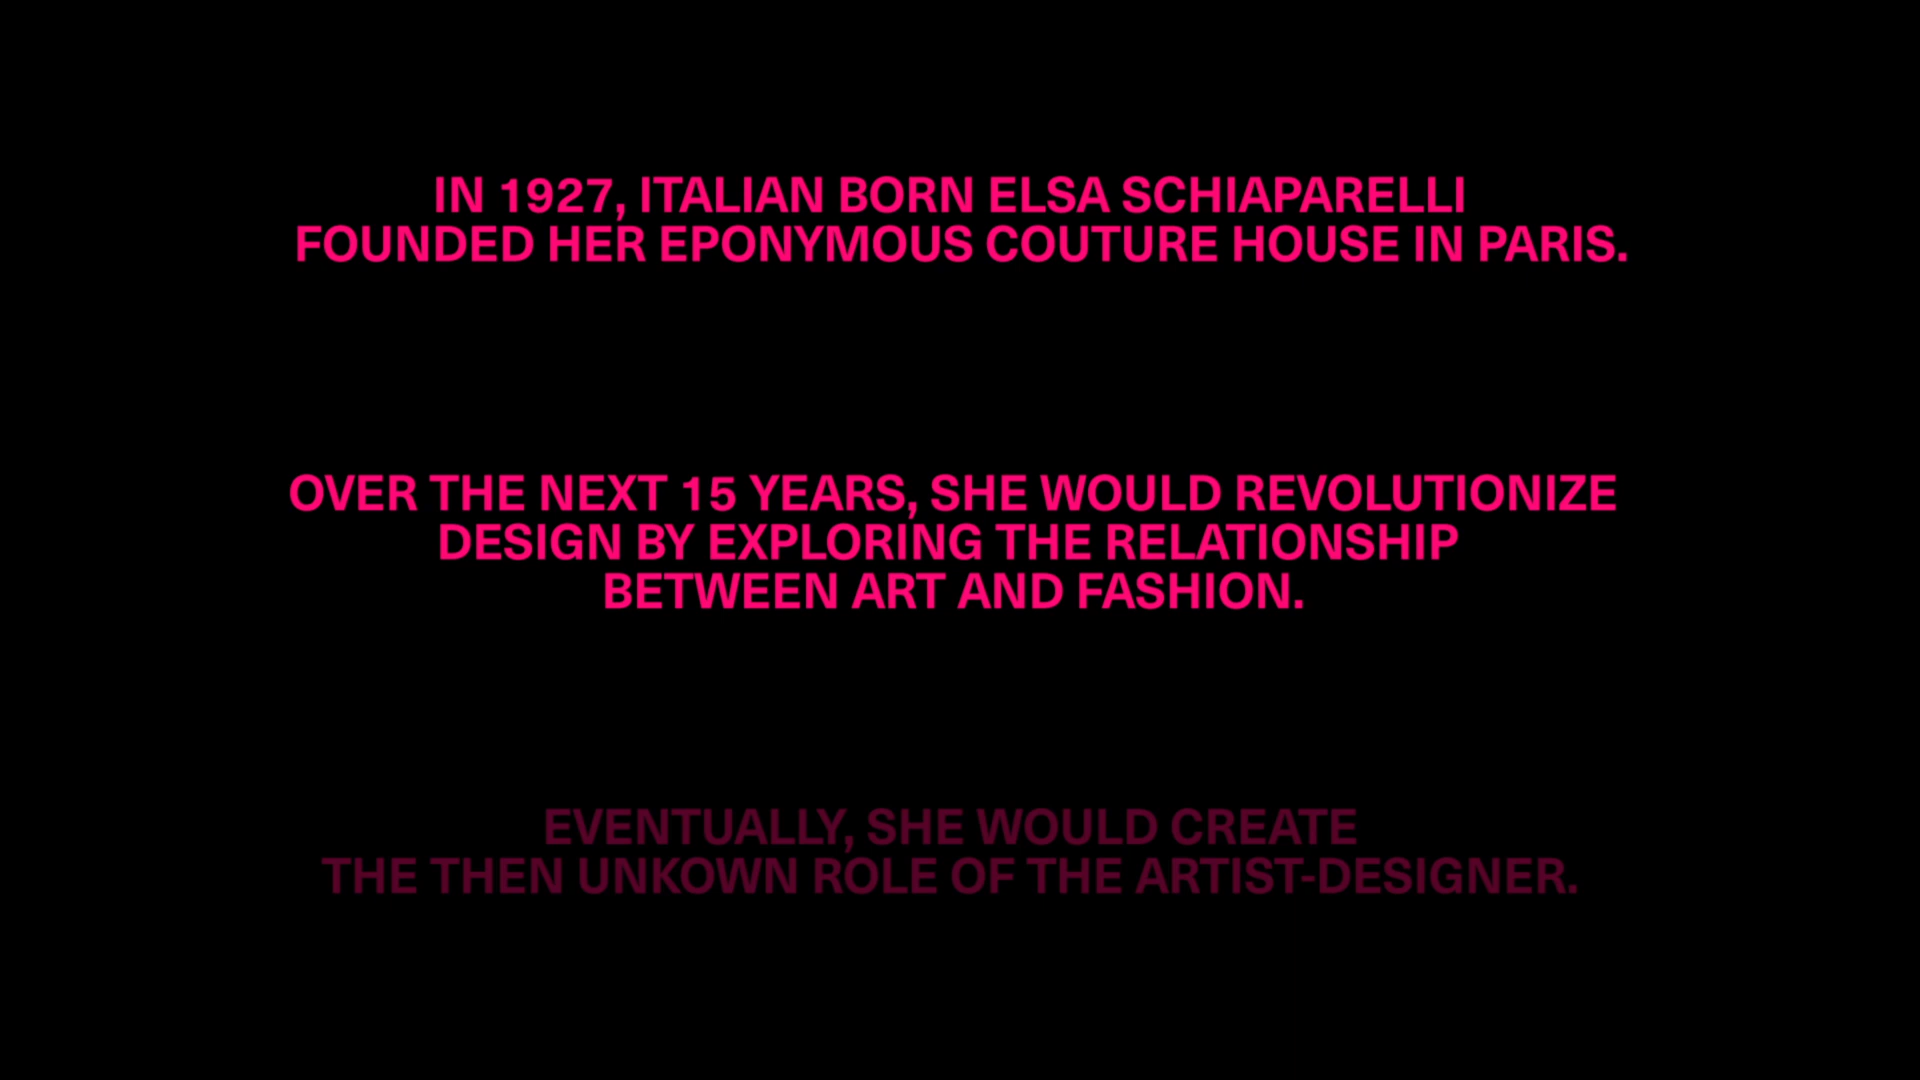 IN 1927, ITALIAN BORN ELSA SCHIAPARELLI
FOUNDED HER EPONYMOUS COUTURE HOUSE IN PARIS.
OVER THE NEXT 15 YEARS, SHE WOULD REVOLUTIONIZE
DESIGN BY EXPLORING THE RELATIONSHIP
BETWEEN ART AND FASHION.
EVENTUALLY, SHE WOULD CREATE
THE THEN UNKOWN ROLE OF THE ARTIST-DESIGNER.